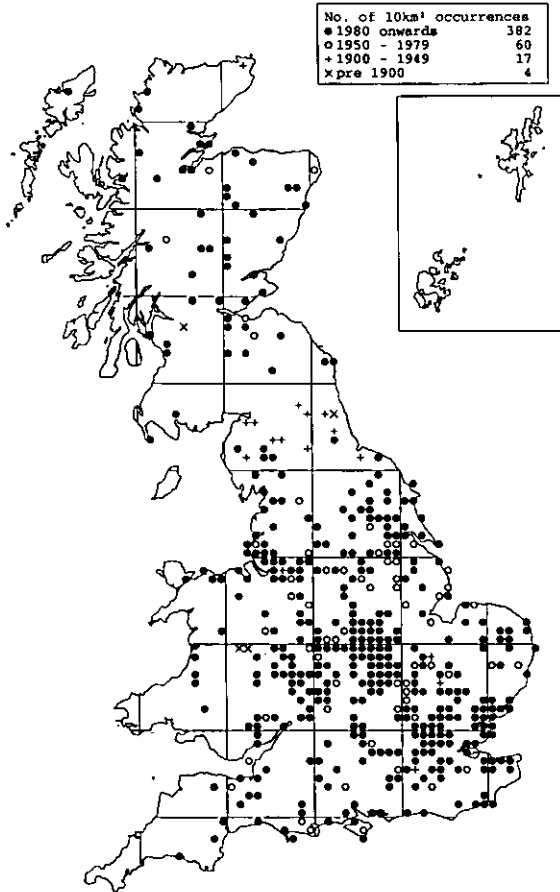 No. of 10km² occurrences
● 1980 onwards 382
○ 1950 - 1979 60
+ 1900 - 1949 17
× pre 1900 4